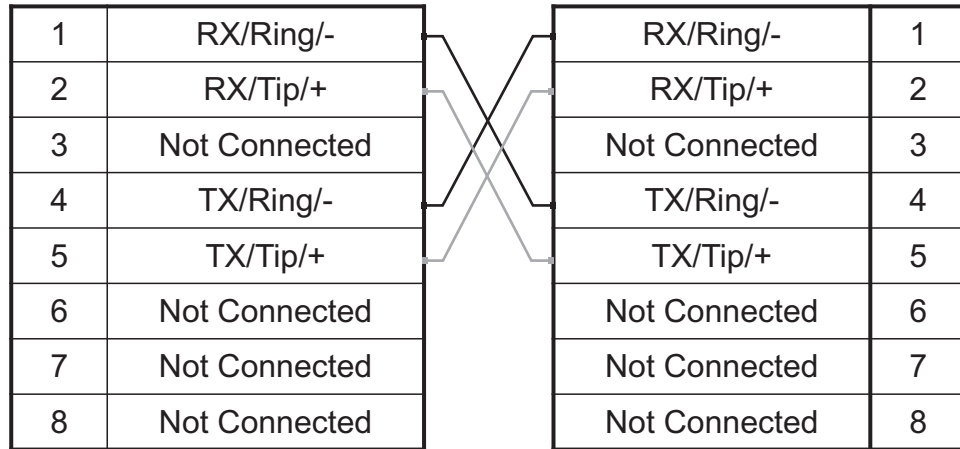 1 RX/Ring/- RX/Ring/- 1
2 RX/Tip/+ RX/Tip/+ 2
3 Not Connected Not Connected 3
4 TX/Ring/- TX/Ring/- 4
5 TX/Tip/+ TX/Tip/+ 5
6 Not Connected Not Connected 6
7 Not Connected Not Connected 7
8 Not Connected Not Connected 8